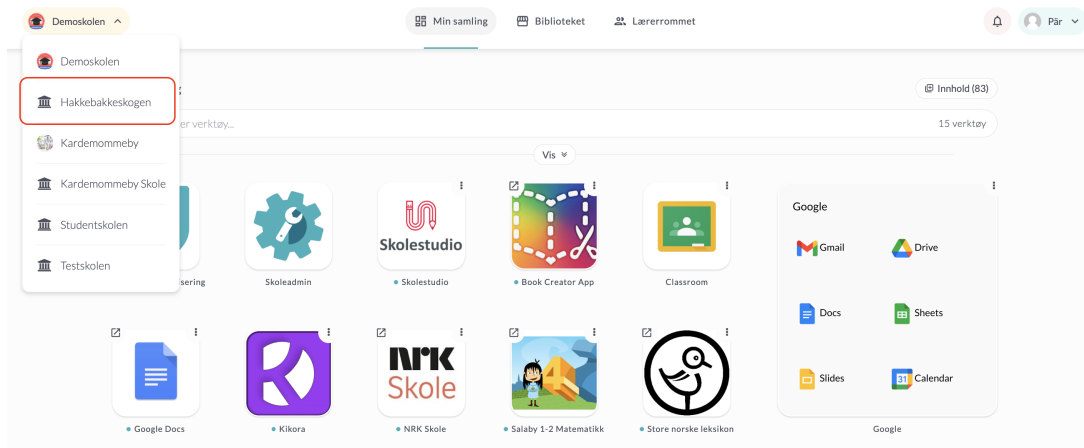 Demoskolen
Min samling
Biblioteket
Lærerrommet
Pär
Demoskolen
Hakkebakkeskogen
Kardemommeby
Kardemommeby Skole
Studentskolen
Testskolen
Innhold (83)
er verktøy...
15 verktøy
Vis
Google
Gmail
Drive
Docs
Sheets
Slides
31
Calendar
Google
Skolestudio
sering
Skoleadmin
Skolestudio
Book Creator App
Classroom
NRK
Skole
Google Docs
Kikora
NRK Skole
Salaby 1-2 Matematikk
Store norske leksikon